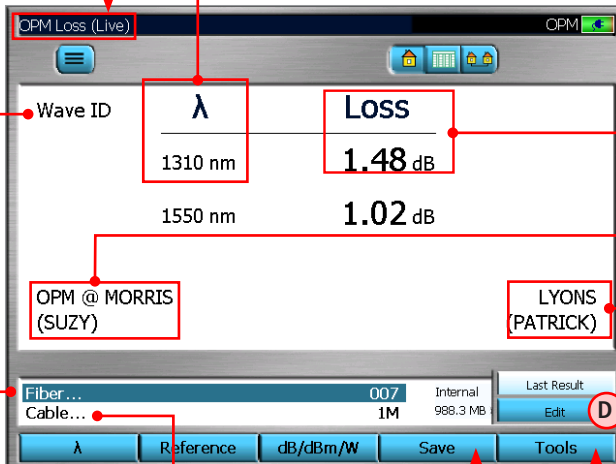 OPM Loss (Live) OPM
Wave ID λ Loss
1310 nm 1.48 dB
1550 nm 1.02 dB
OPM @ MORRIS LYONS
(SUZY) (PATRICK)
Fiber... 007 Internal Last Result
Cable... 1M 988.3 MB Edit D
λ Reference dB/dBm/W Save Tools